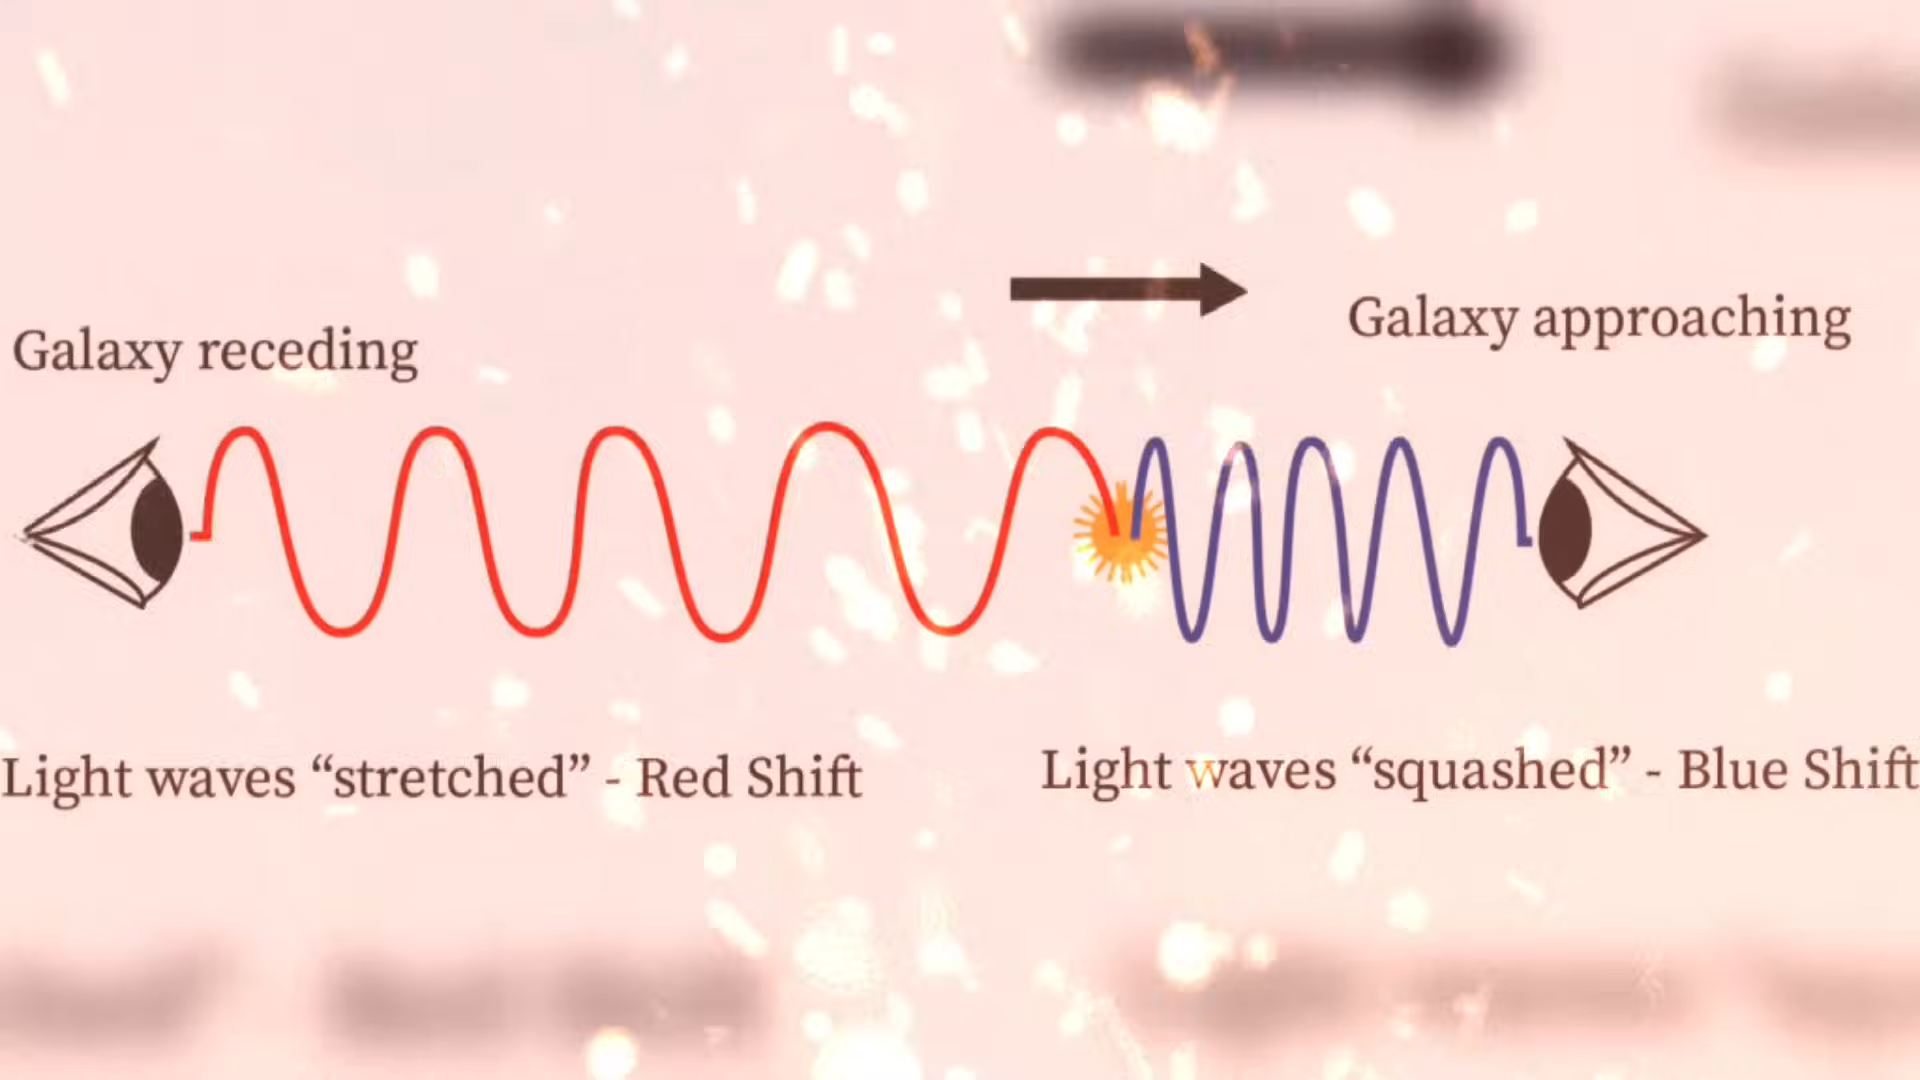 Galaxy receding
Galaxy approaching
Light waves “stretched” - Red Shift
Light waves “squashed” - Blue Shift